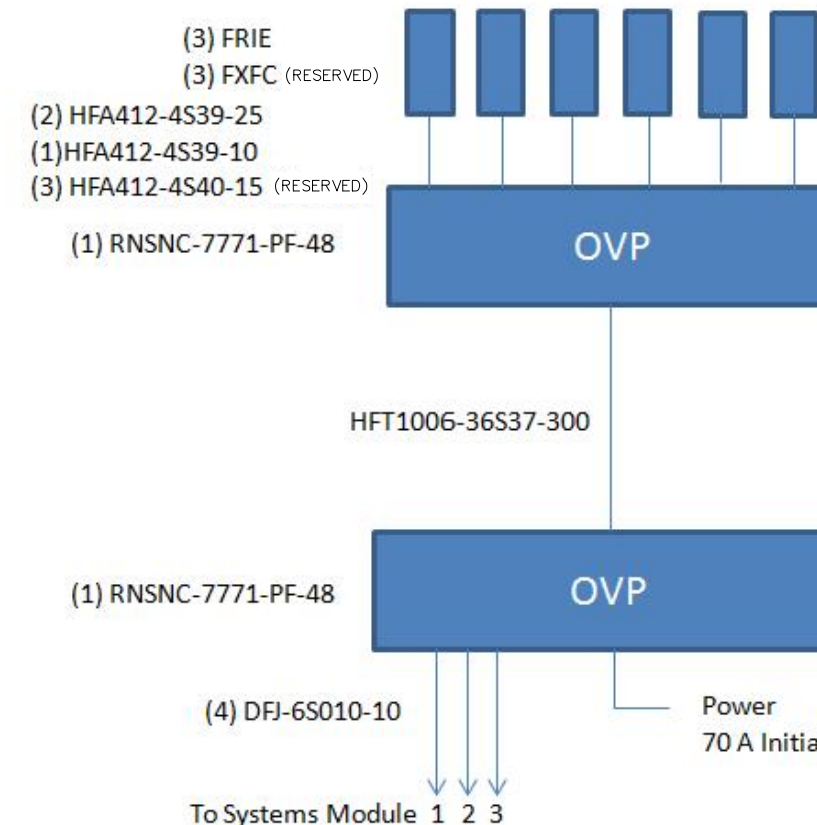 (3) FRIE
(3) FXFC (RESERVED)
(2) HFA412-4S39-25
(1)HFA412-4S39-10
(3) HFA412-4S40-15 (RESERVED)
(1) RNSNC-7771-PF-48
OVP
HFT1006-36S37-300
(1) RNSNC-7771-PF-48
OVP
(4) DFJ-6S010-10
Power
70 A Initia
To Systems Module 1 2 3